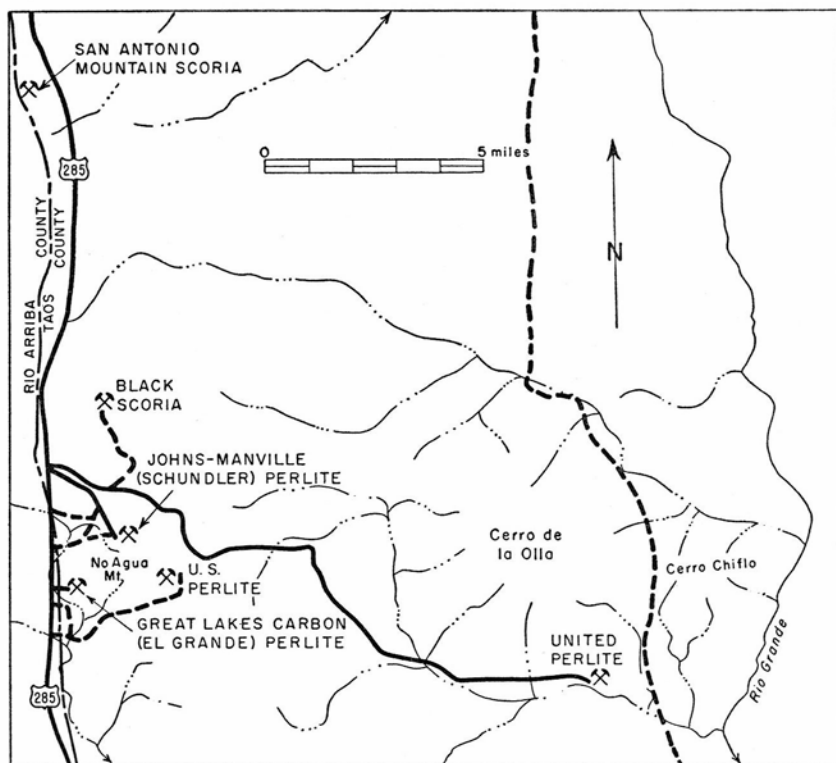 SAN ANTONIO
MOUNTAIN SCORIA
0
5 miles
285
N
COUNTY
COUNTY
RIO ARRIBA
TAOS
BLACK
SCORIA
JOHNS-MANVILLE
(SCHUNDLER) PERLITE
No Agua
Mt.
U. S.
PERLITE
GREAT LAKES CARBON
(EL GRANDE) PERLITE
Cerro de
la Olla
Cerro Chiflo
UNITED
PERLITE
Rio Grande
285